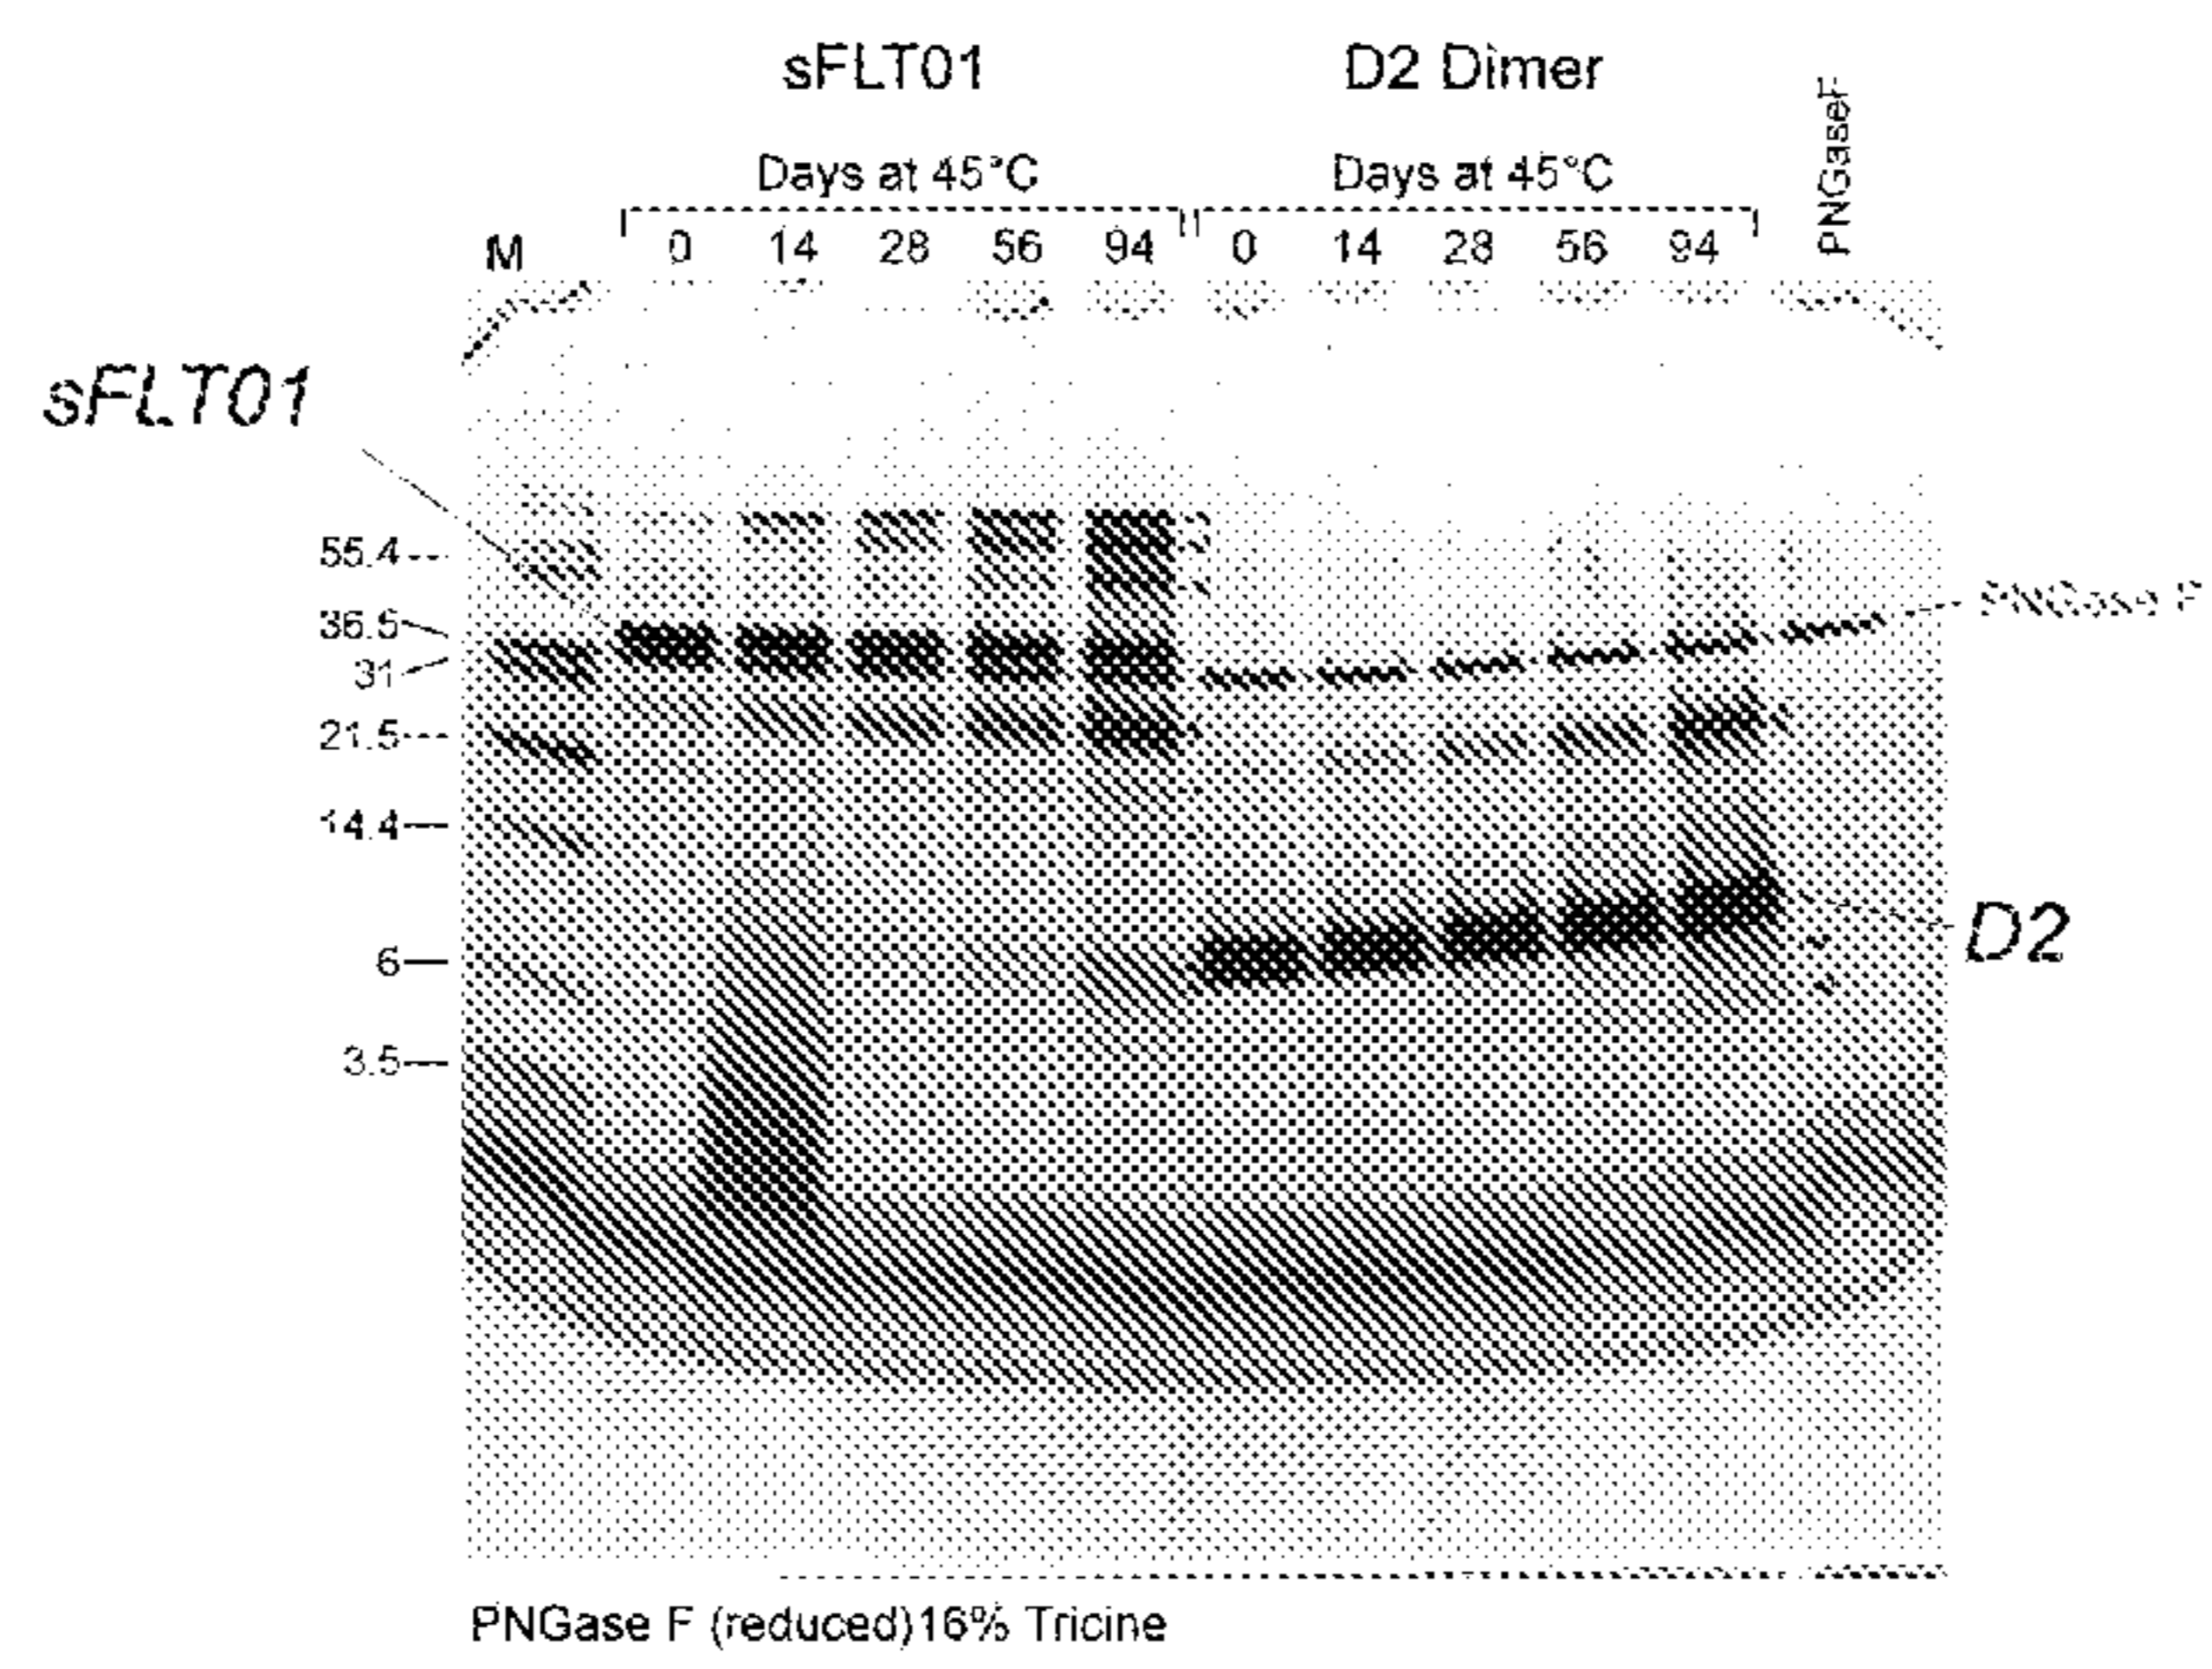 sFLT01 D2 Dimer
PNGaseF
Days at 45°C Days at 45°C
M 0 14 28 56 94 0 14 28 56 94
sFLT01
55.4
36.5
31
21.5
14.4
6
3.5
PNGase F
D2
PNGase F (reduced)16% Tricine